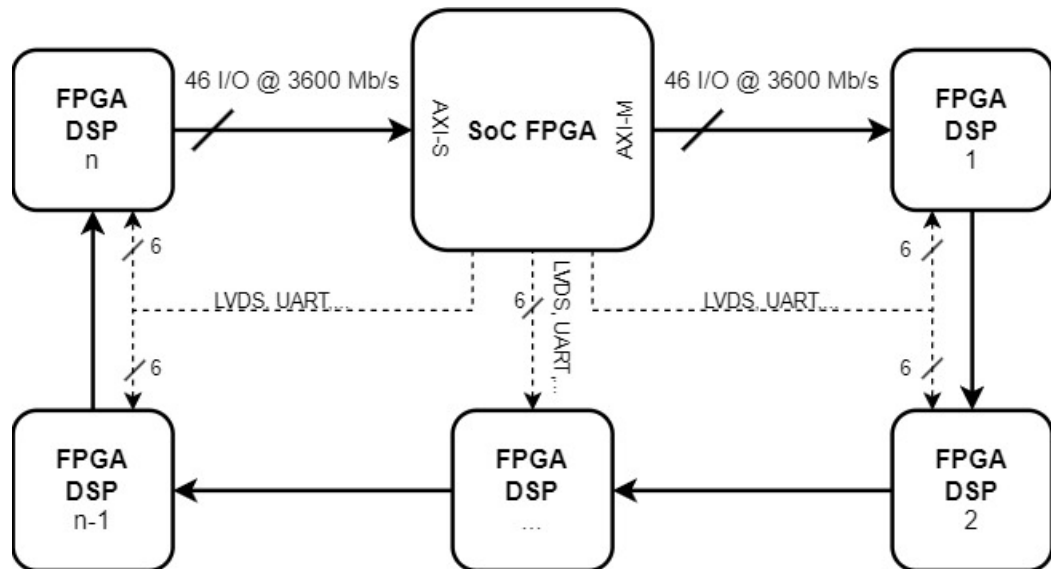 46 I/O @ 3600 Mb/s
46 I/O @ 3600 Mb/s
FPGA
DSP
n
AXI-S
SoC FPGA
AXI-M
FPGA
DSP
1
6
6
LVDS, UART,...
6
LVDS, UART,...
LVDS, UART,...
6
6
FPGA
DSP
n-1
FPGA
DSP
...
FPGA
DSP
2